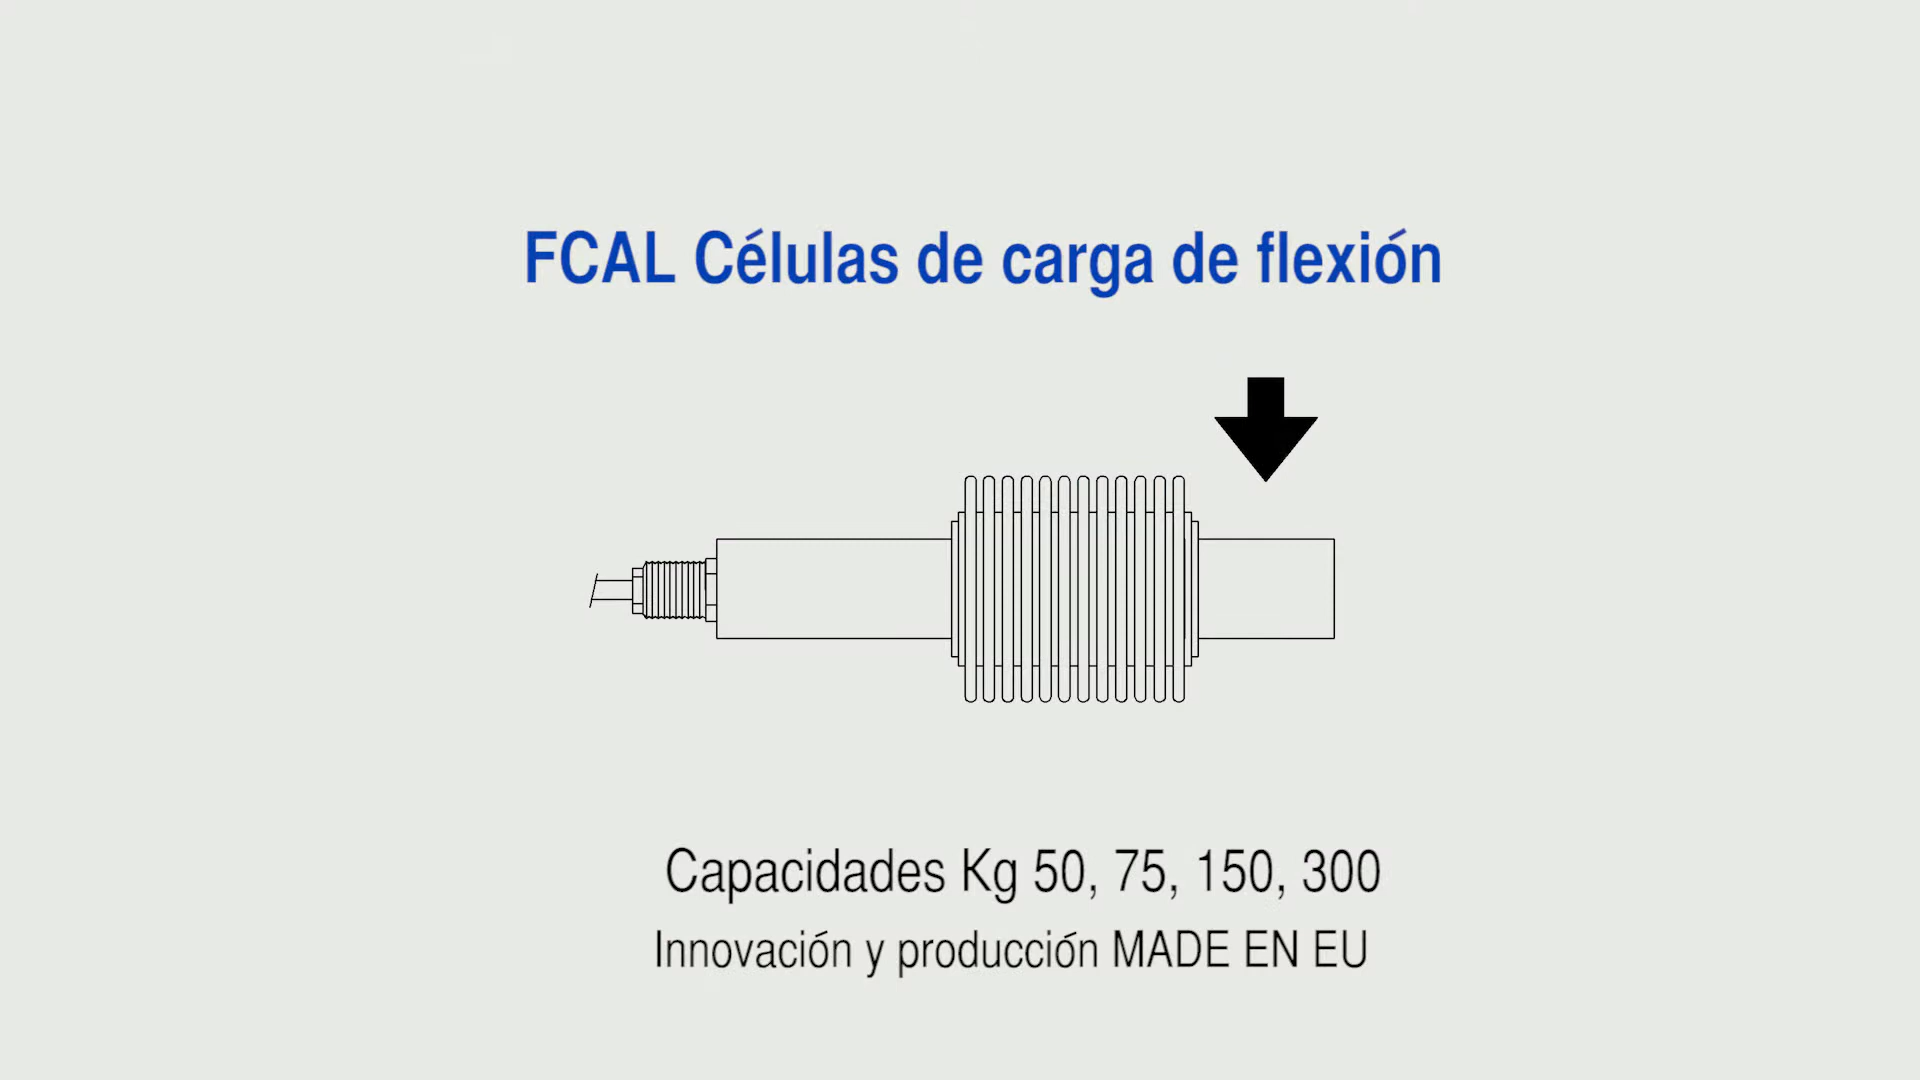 FCAL Células de carga de flexión
Capacidades Kg 50, 75, 150, 300
Innovación y producción MADE EN EU